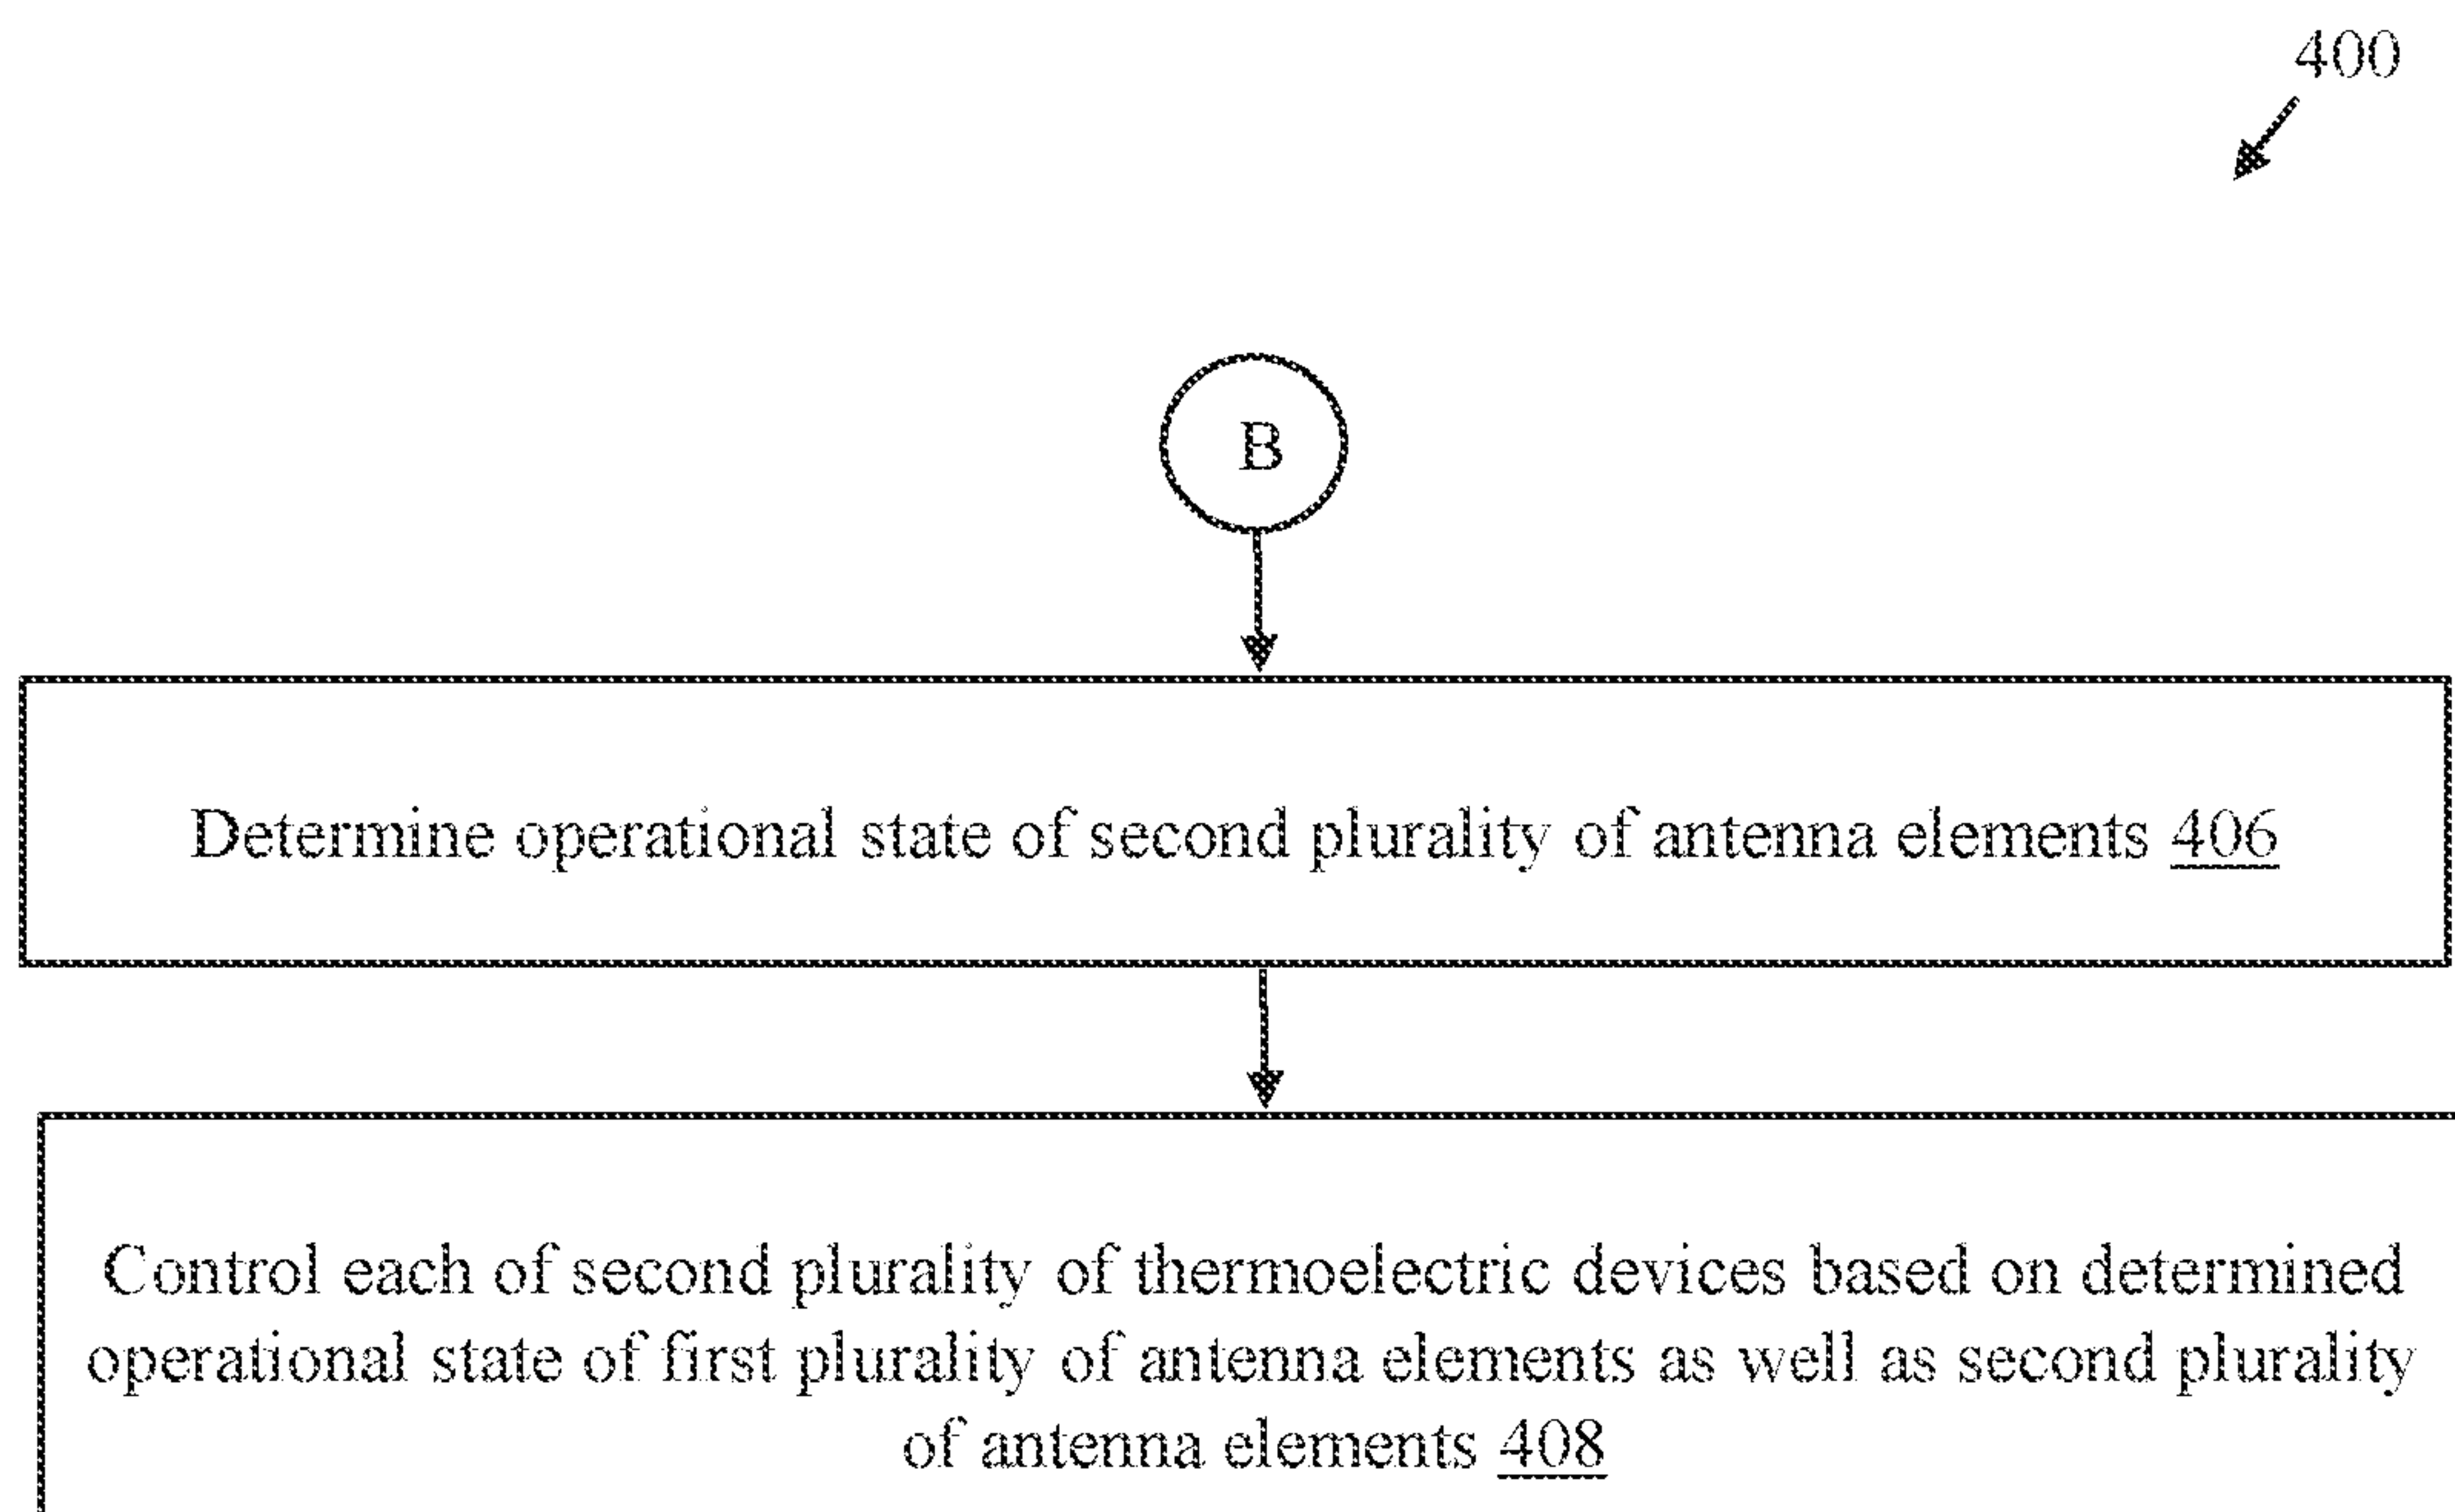 400
B
Determine operational state of second plurality of antenna elements 406
Control each of second plurality of thermoelectric devices based on determined
operational state of first plurality of antenna elements as well as second plurality
of antenna elements 408